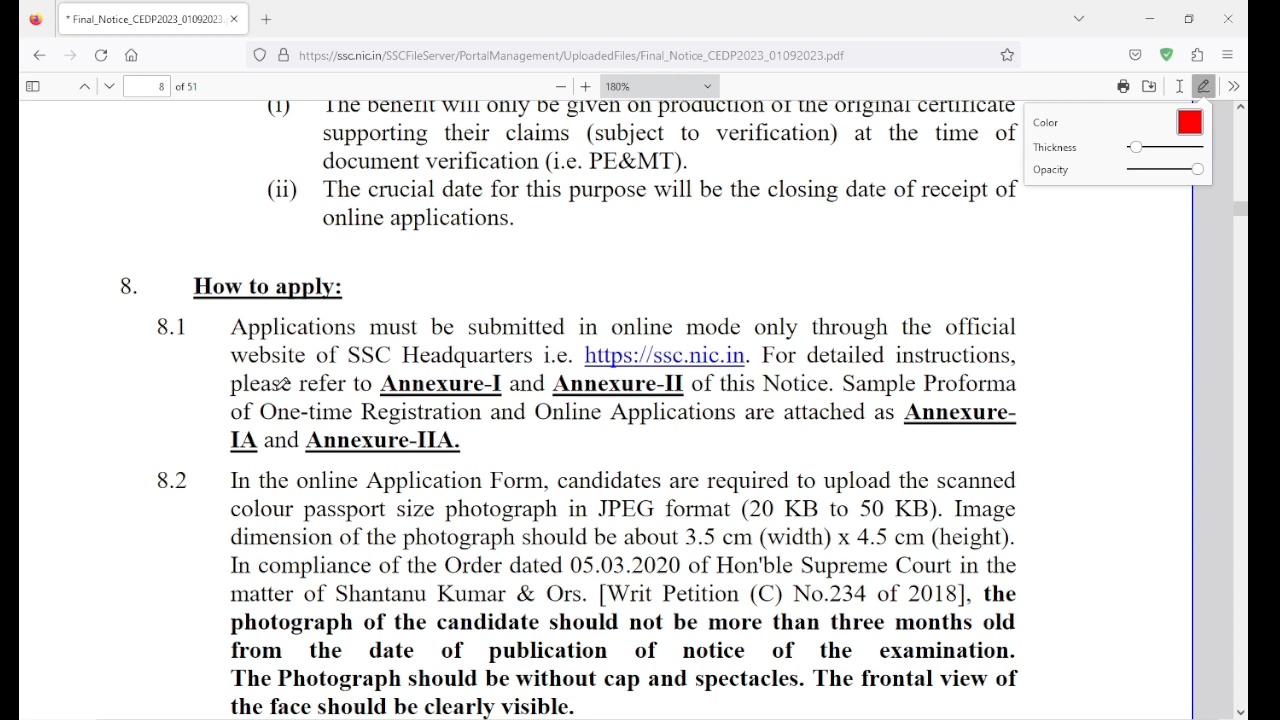 * Final_Notice_CEDP2023_01092023.
https://ssc.nic.in/SSCFileServer/PortalManagement/UploadedFiles/Final_Notice_CEDP2023_01092023.pdf
8 of 51
180%
Color
Thickness
Opacity
(i) The benefit will only be given on production of the original certificate
supporting their claims (subject to verification) at the time of
document verification (i.e. PE&MT).
(ii) The crucial date for this purpose will be the closing date of receipt of
online applications.
8. How to apply:
8.1 Applications must be submitted in online mode only through the official
website of SSC Headquarters i.e. https://ssc.nic.in. For detailed instructions,
please refer to Annexure-I and Annexure-II of this Notice. Sample Proforma
of One-time Registration and Online Applications are attached as Annexure-
IA and Annexure-IIA.
8.2 In the online Application Form, candidates are required to upload the scanned
colour passport size photograph in JPEG format (20 KB to 50 KB). Image
dimension of the photograph should be about 3.5 cm (width) x 4.5 cm (height).
In compliance of the Order dated 05.03.2020 of Hon'ble Supreme Court in the
matter of Shantanu Kumar & Ors. [Writ Petition (C) No.234 of 2018], the
photograph of the candidate should not be more than three months old
from the date of publication of notice of the examination.
The Photograph should be without cap and spectacles. The frontal view of
the face should be clearly visible.